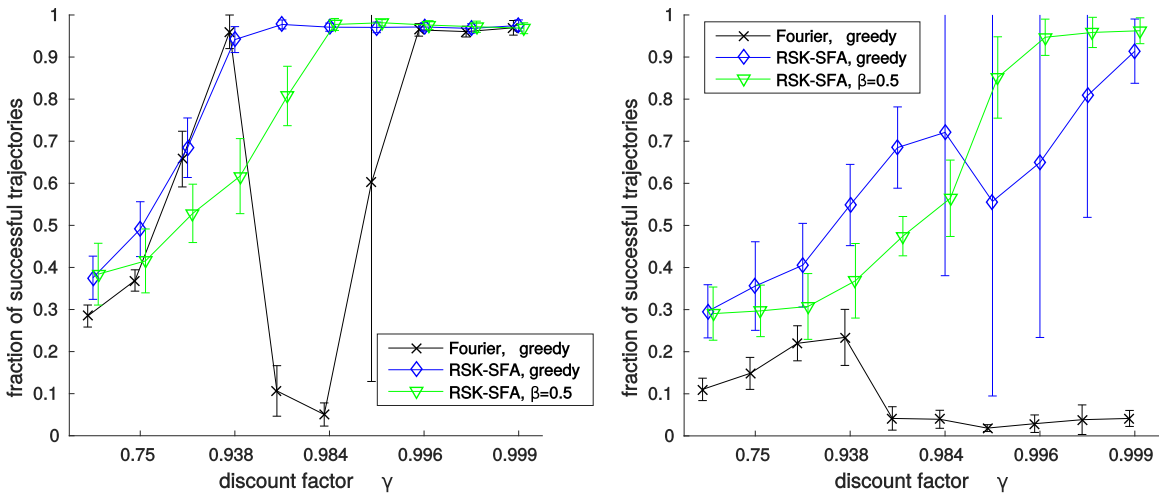 1
0.9
0.8
0.7
0.6
0.5
0.4
0.3
0.2
0.1
0
fraction of successful trajectories
Fourier, greedy
RSK-SFA, greedy
RSK-SFA, β=0.5
0.75 0.938 0.984 0.996 0.999
discount factor γ
1
0.9
0.8
0.7
0.6
0.5
0.4
0.3
0.2
0.1
0
fraction of successful trajectories
Fourier, greedy
RSK-SFA, greedy
RSK-SFA, β=0.5
0.75 0.938 0.984 0.996 0.999
discount factor γ